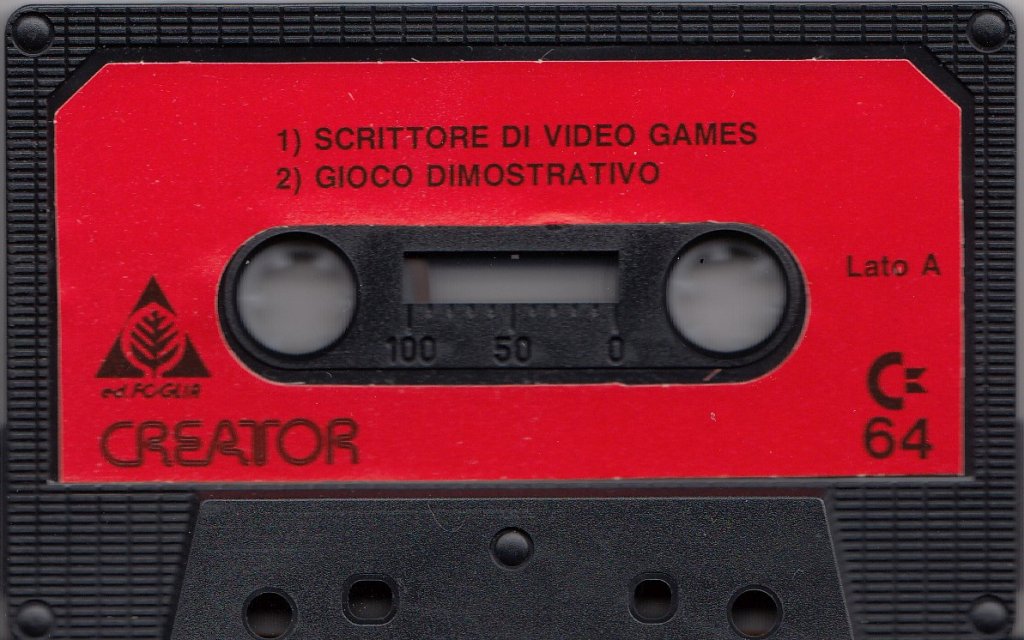 1) SCRITTORE DI VIDEO GAMES
2) GIOCO DIMOSTRATIVO
Lato A
100 50 0
ed. FOGLIA
CREATOR
64